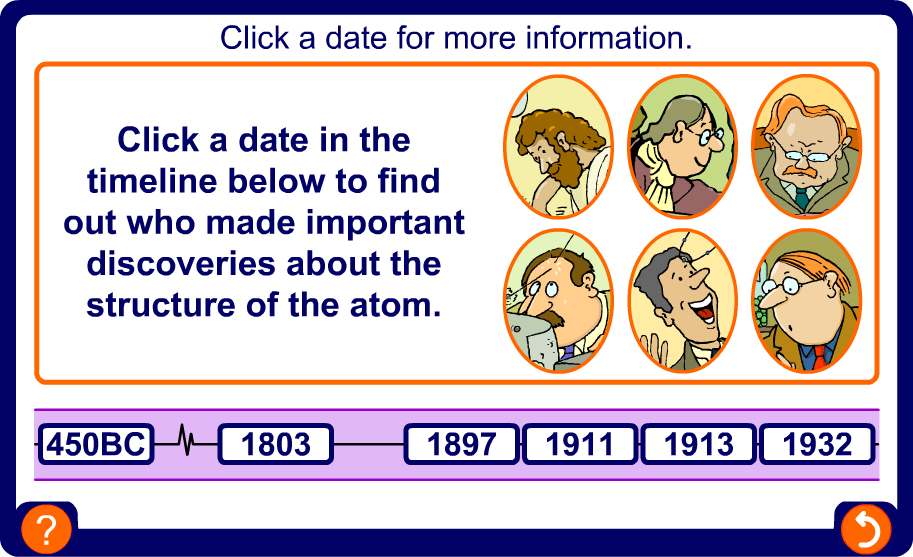 Click a date for more information.
Click a date in the
timeline below to find
out who made important
discoveries about the
structure of the atom.
450BC 1803 1897 1911 1913 1932
?